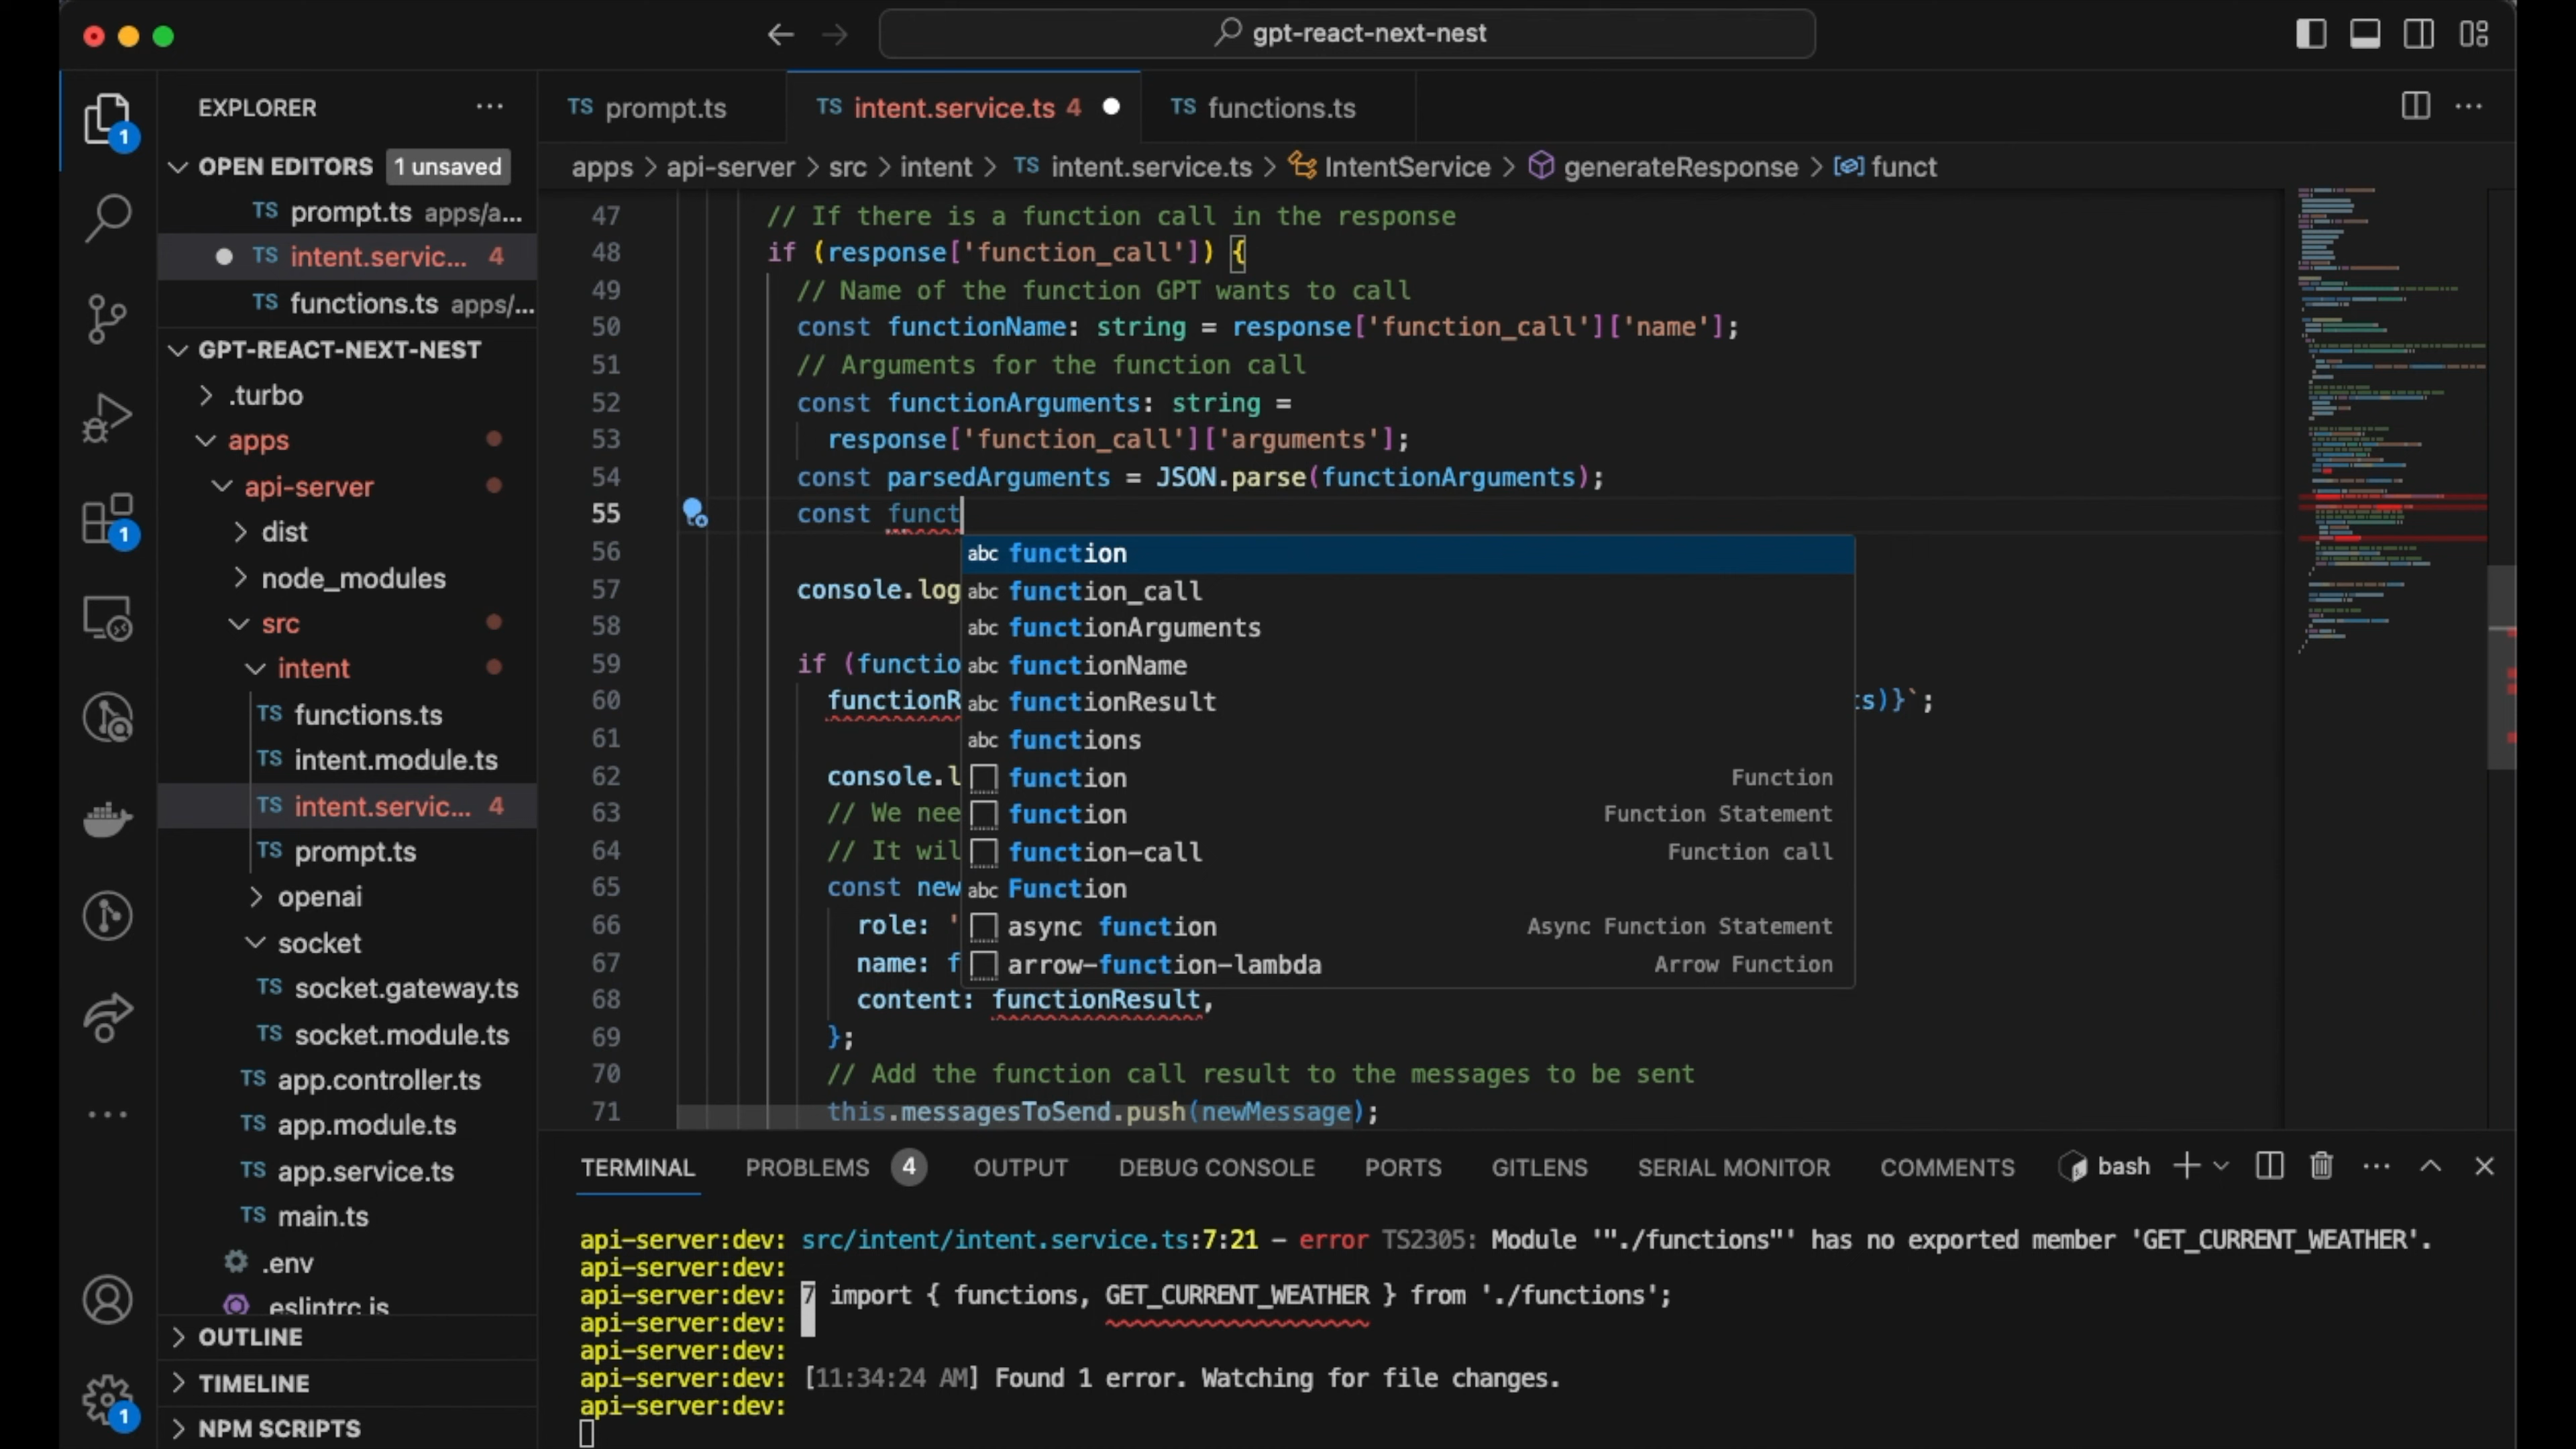 gpt-react-next-nest
EXPLORER
OPEN EDITORS 1 unsaved
TS prompt.ts apps/a...
TS intent.servic... 4
TS functions.ts apps/...
GPT-REACT-NEXT-NEST
.turbo
apps
api-server
dist
node_modules
src
intent
TS functions.ts
TS intent.module.ts
TS intent.servic... 4
TS prompt.ts
openai
socket
TS socket.gateway.ts
TS socket.module.ts
TS app.controller.ts
TS app.module.ts
TS app.service.ts
TS main.ts
.env
.eslintrc.js
OUTLINE
TIMELINE
NPM SCRIPTS
1
1
1
TS prompt.ts TS intent.service.ts 4 TS functions.ts
apps > api-server > src > intent > TS intent.service.ts > IntentService > generateResponse > funct
47 // If there is a function call in the response
48 if (response['function_call']) {
49 // Name of the function GPT wants to call
50 const functionName: string = response['function_call']['name'];
51 // Arguments for the function call
52 const functionArguments: string =
53 response['function_call']['arguments'];
54 const parsedArguments = JSON.parse(functionArguments);
55 const funct
56
57 console.log
58
59 if (functio
60 functionR ts)}`;
61
62 console.l
63 // We nee
64 // It wil
65 const new
66 role: '
67 name: f
68 content: functionResult,
69 };
70 // Add the function call result to the messages to be sent
71 this.messagesToSend.push(newMessage);
abc function
abc function_call
abc functionArguments
abc functionName
abc functionResult
abc functions
function Function
function Function Statement
function-call Function call
abc Function
async function Async Function Statement
arrow-function-lambda Arrow Function
TERMINAL PROBLEMS 4 OUTPUT DEBUG CONSOLE PORTS GITLENS SERIAL MONITOR COMMENTS bash
api-server:dev: src/intent/intent.service.ts:7:21 - error TS2305: Module '"./functions"' has no exported member 'GET_CURRENT_WEATHER'.
api-server:dev:
api-server:dev: 7 import { functions, GET_CURRENT_WEATHER } from './functions';
api-server:dev:
api-server:dev:
api-server:dev: [11:34:24 AM] Found 1 error. Watching for file changes.
api-server:dev: